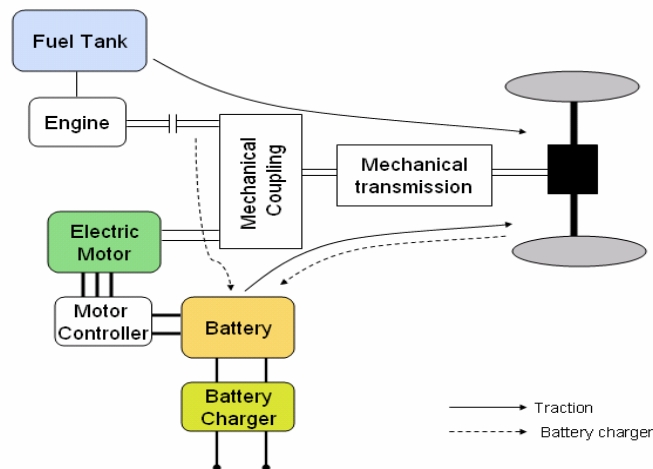 Fuel Tank
Engine
Mechanical
Coupling
Mechanical
transmission
Electric
Motor
Motor
Controller
Battery
Battery
Charger
Traction
Battery charger